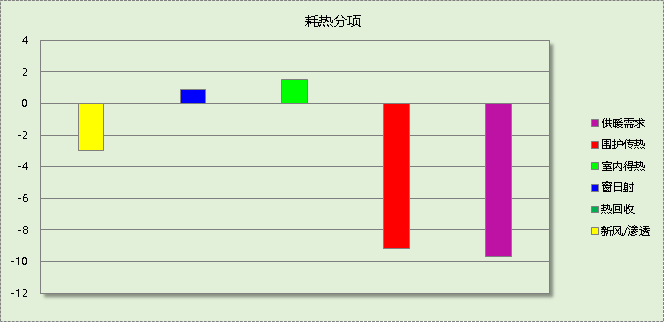 耗热分项
4
2
0
-2
-4
-6
-8
-10
-12
供暖需求
围护传热
室内得热
窗日射
热回收
新风/渗透